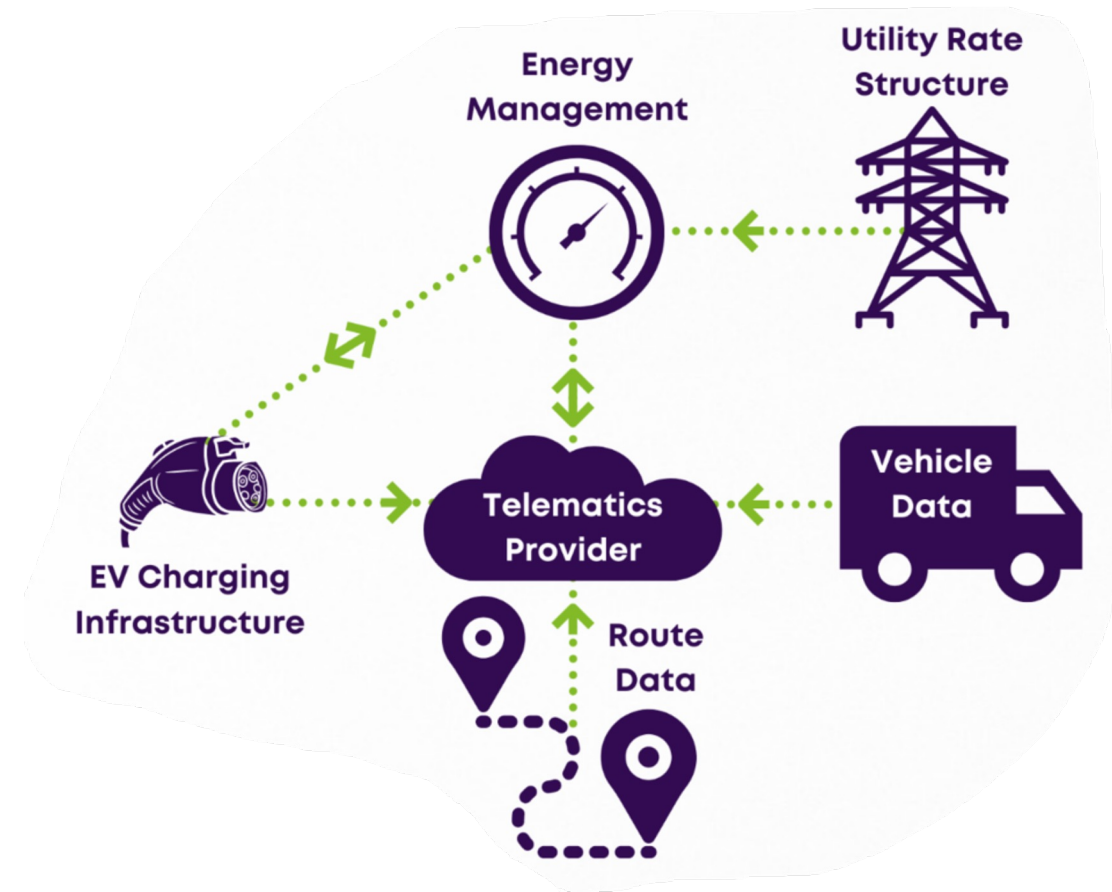 Utility Rate
Structure
Energy
Management
Vehicle
Data
Telematics
Provider
EV Charging
Infrastructure
Route
Data